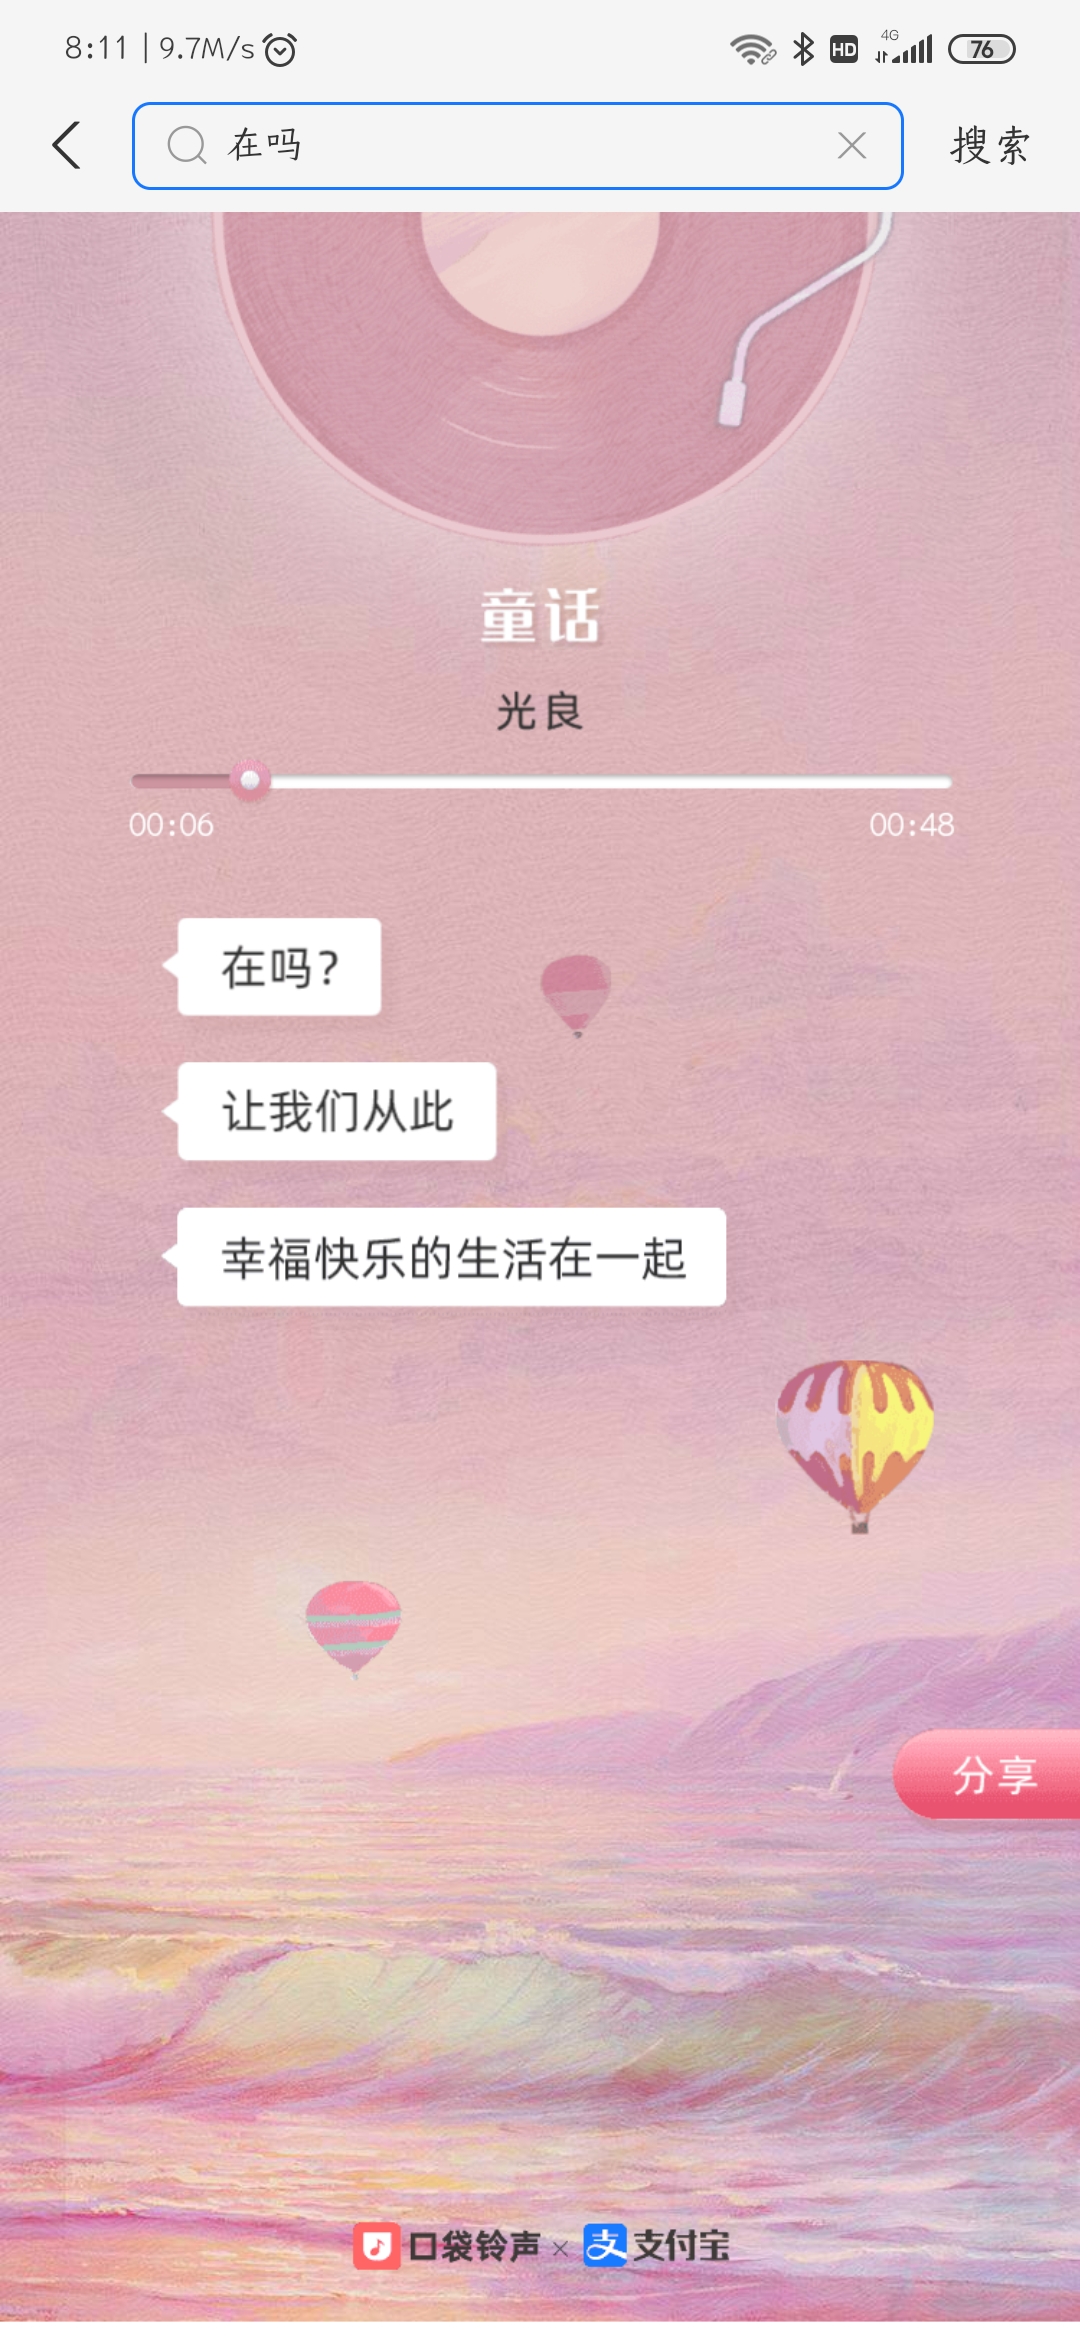 8:11 | 9.7M/s
HD 4G 76
在吗
搜索
童话
光良
00:06
00:48
在吗?
让我们从此
幸福快乐的生活在一起
分享
口袋铃声 × 支付宝